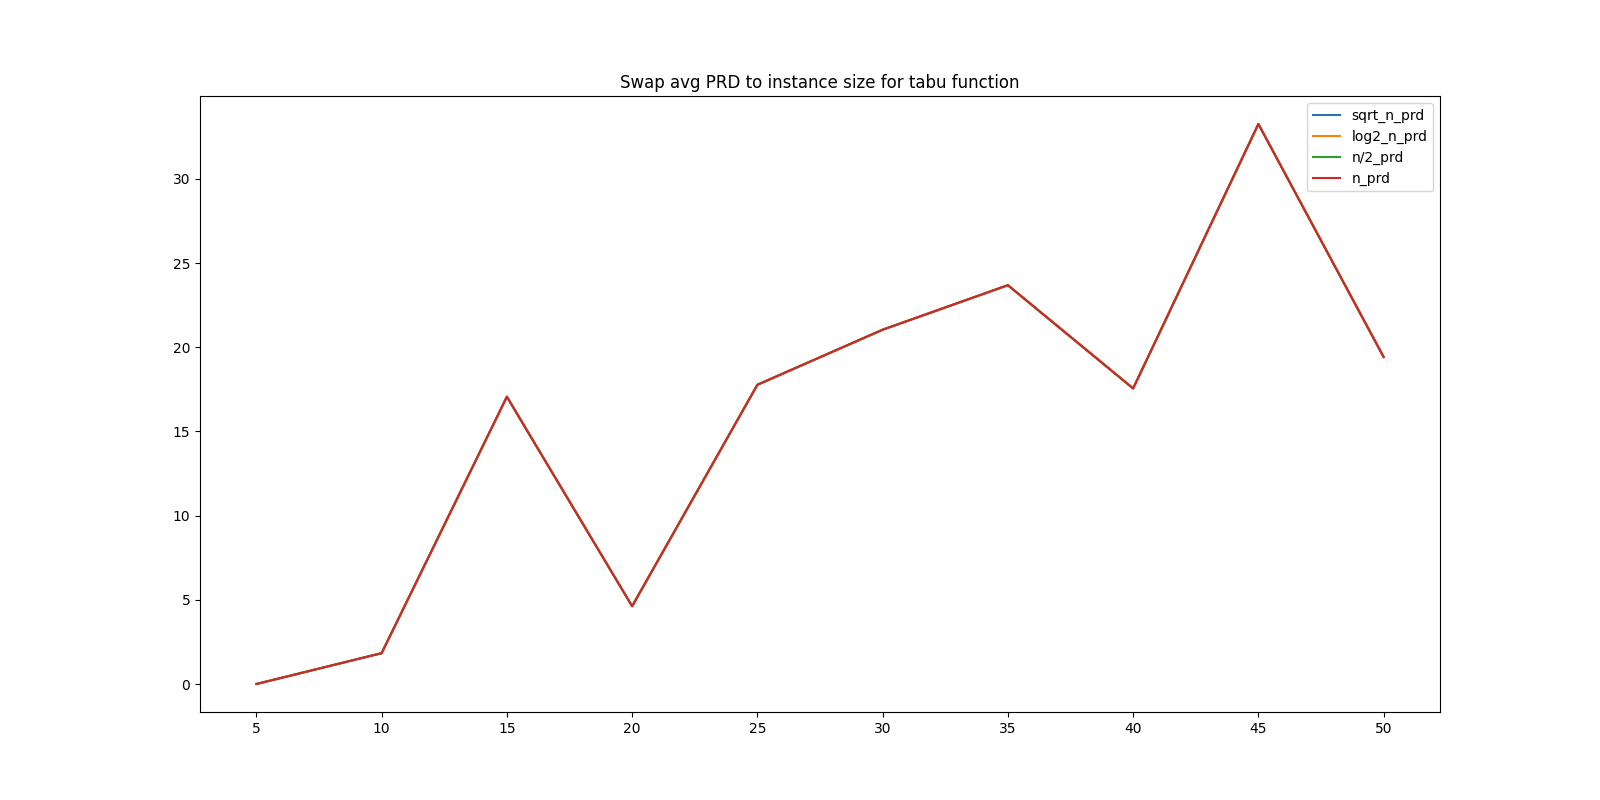 Swap avg PRD to instance size for tabu function
sqrt_n_prd
log2_n_prd
n/2_prd
n_prd
30
25
20
15
10
5
0
5 10 15 20 25 30 35 40 45 50